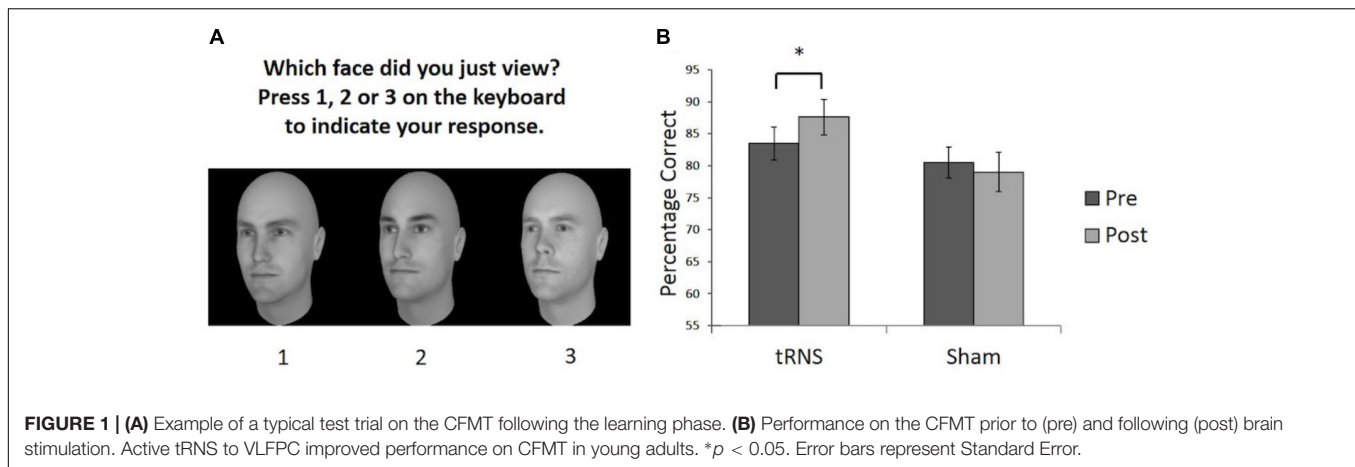 A
Which face did you just view?
Press 1, 2 or 3 on the keyboard
to indicate your response.
1 2 3
B
*
Percentage Correct
95
90
85
80
75
70
65
60
55
tRNS Sham
Pre
Post
FIGURE 1 | (A) Example of a typical test trial on the CFMT following the learning phase. (B) Performance on the CFMT prior to (pre) and following (post) brain
stimulation. Active tRNS to VLFPC improved performance on CFMT in young adults. *p < 0.05. Error bars represent Standard Error.